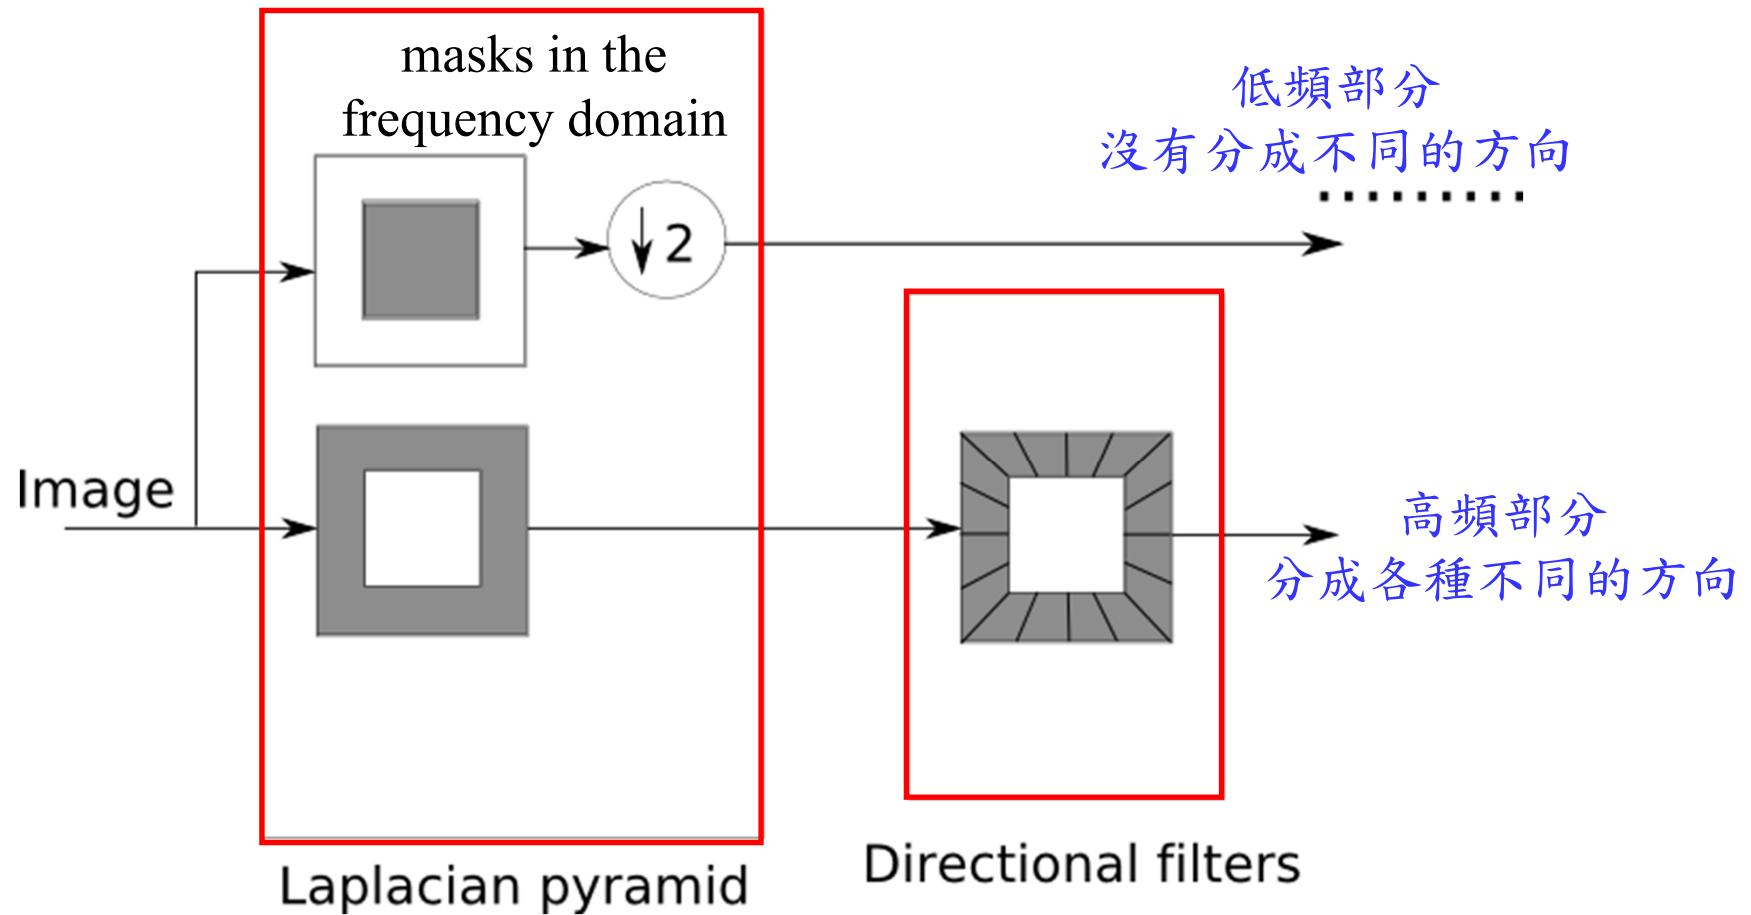 masks in the
frequency domain
低頻部分
沒有分成不同的方向
.........
↓2
Image
高頻部分
分成各種不同的方向
Laplacian pyramid
Directional filters